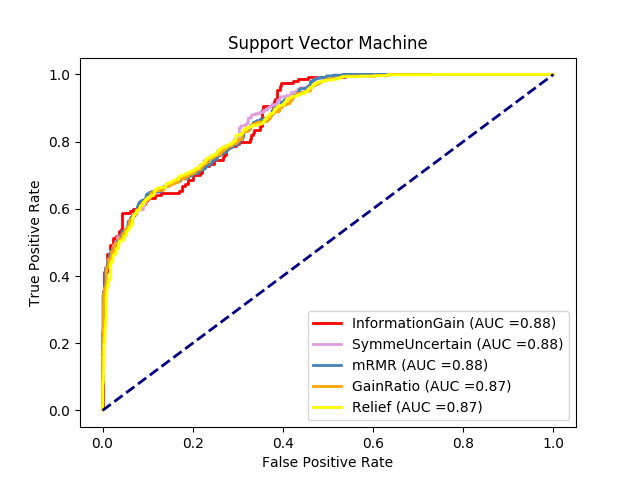 Support Vector Machine
True Positive Rate
1.0
0.8
0.6
0.4
0.2
0.0
InformationGain (AUC =0.88)
SymmeUncertain (AUC =0.88)
mRMR (AUC =0.88)
GainRatio (AUC =0.87)
Relief (AUC =0.87)
0.0 0.2 0.4 0.6 0.8 1.0
False Positive Rate